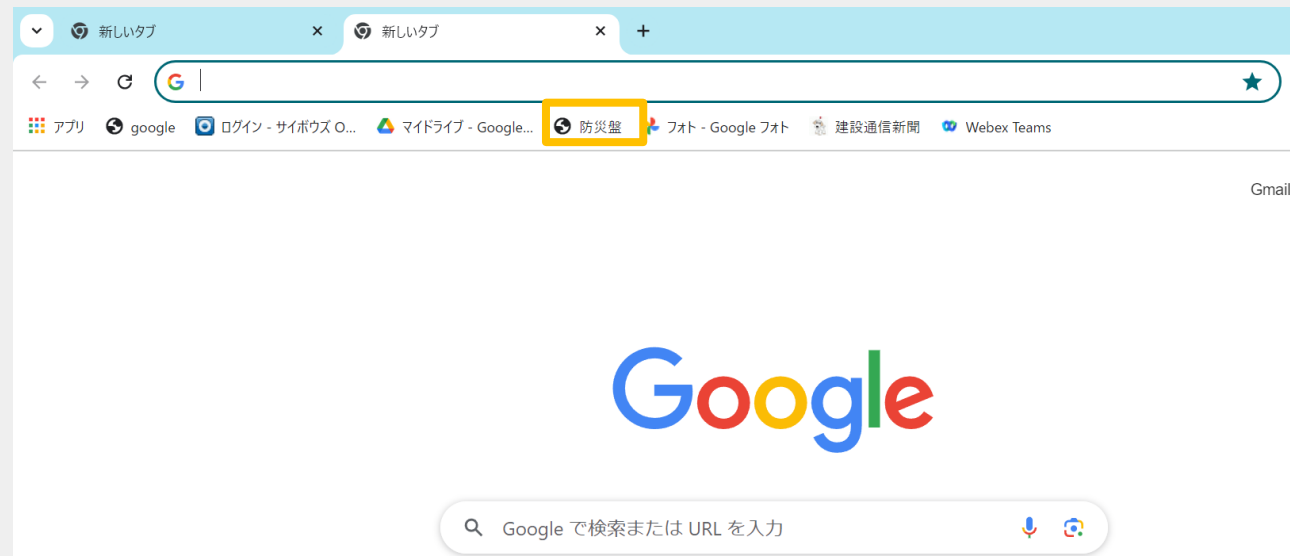 新しいタブ 新しいタブ
アプリ google ログイン - サイボウズ O... マイドライブ - Google... 防災盤 フォト - Google フォト 建設通信新聞 Webex Teams
Gmail
Google
Google で検索または URL を入力